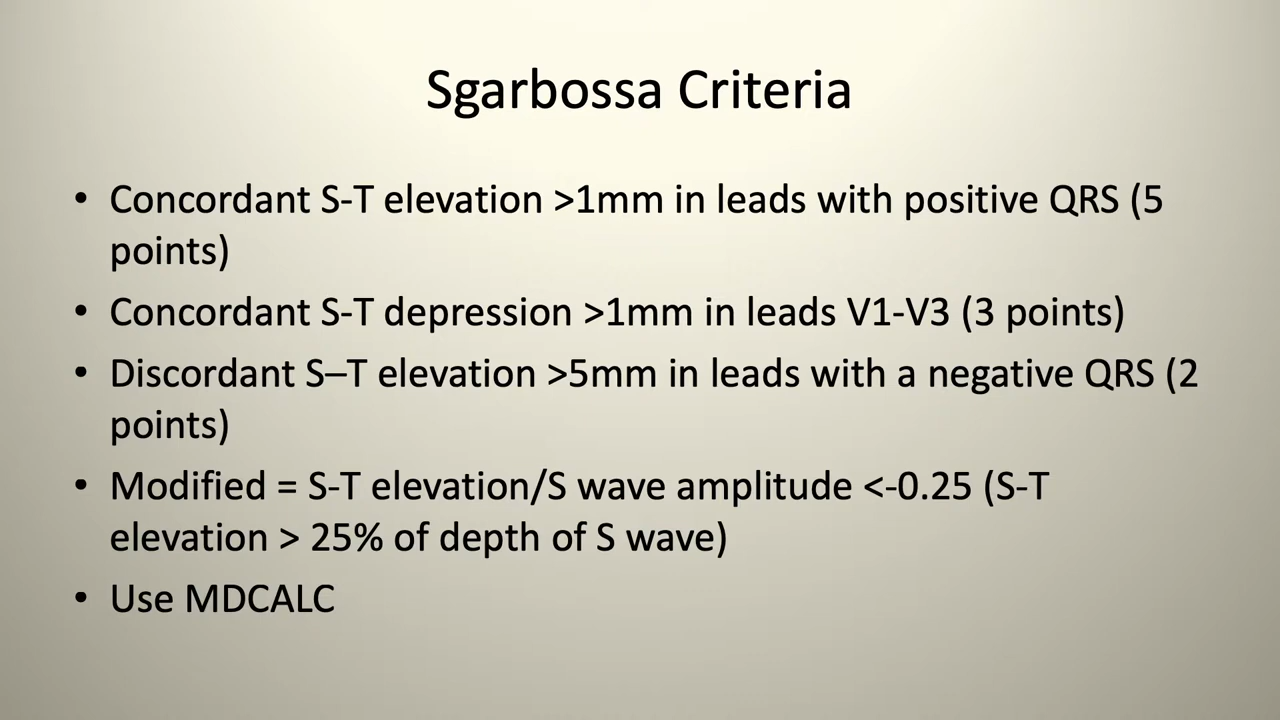 Sgarbossa Criteria
• Concordant S-T elevation >1mm in leads with positive QRS (5
points)
• Concordant S-T depression >1mm in leads V1-V3 (3 points)
• Discordant S–T elevation >5mm in leads with a negative QRS (2
points)
• Modified = S-T elevation/S wave amplitude <-0.25 (S-T
elevation > 25% of depth of S wave)
• Use MDCALC